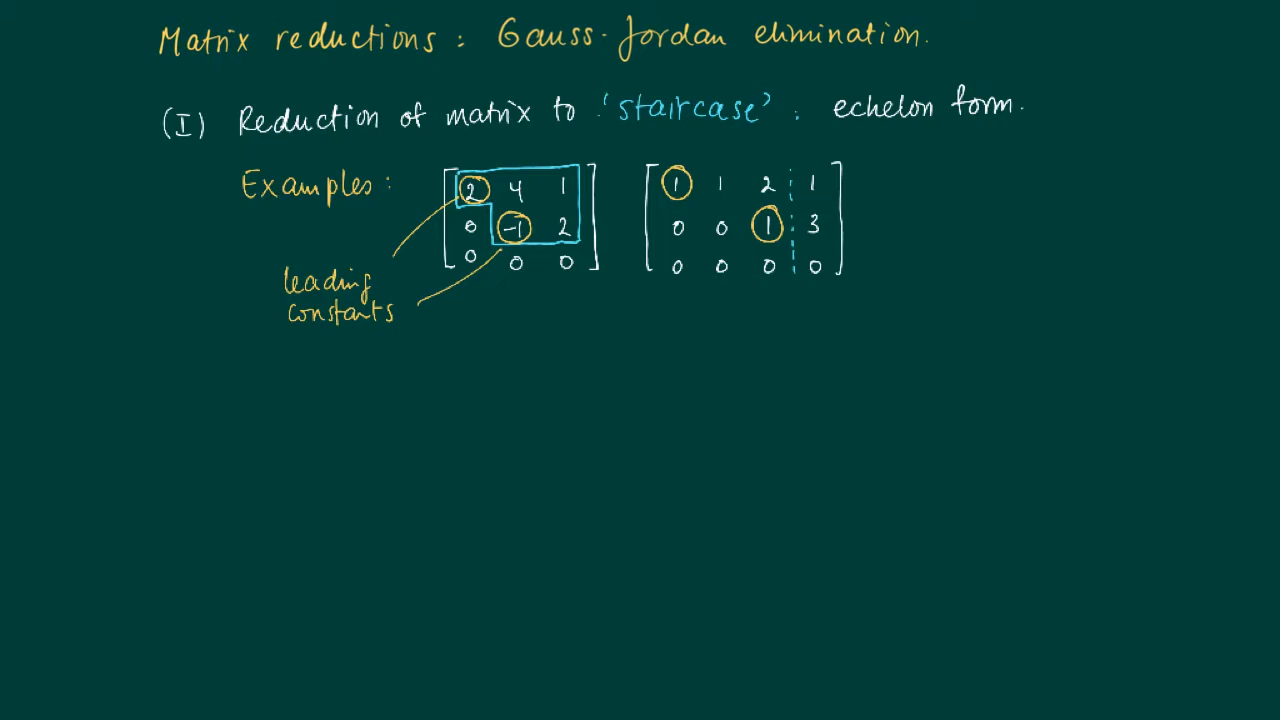 Matrix reductions : Gauss-Jordan elimination.
(I) Reduction of matrix to 'staircase' : echelon form.
Examples :
2 4 1
0 -1 2
0 0 0
1 1 2 1
0 0 1 3
0 0 0 0
leading
constants